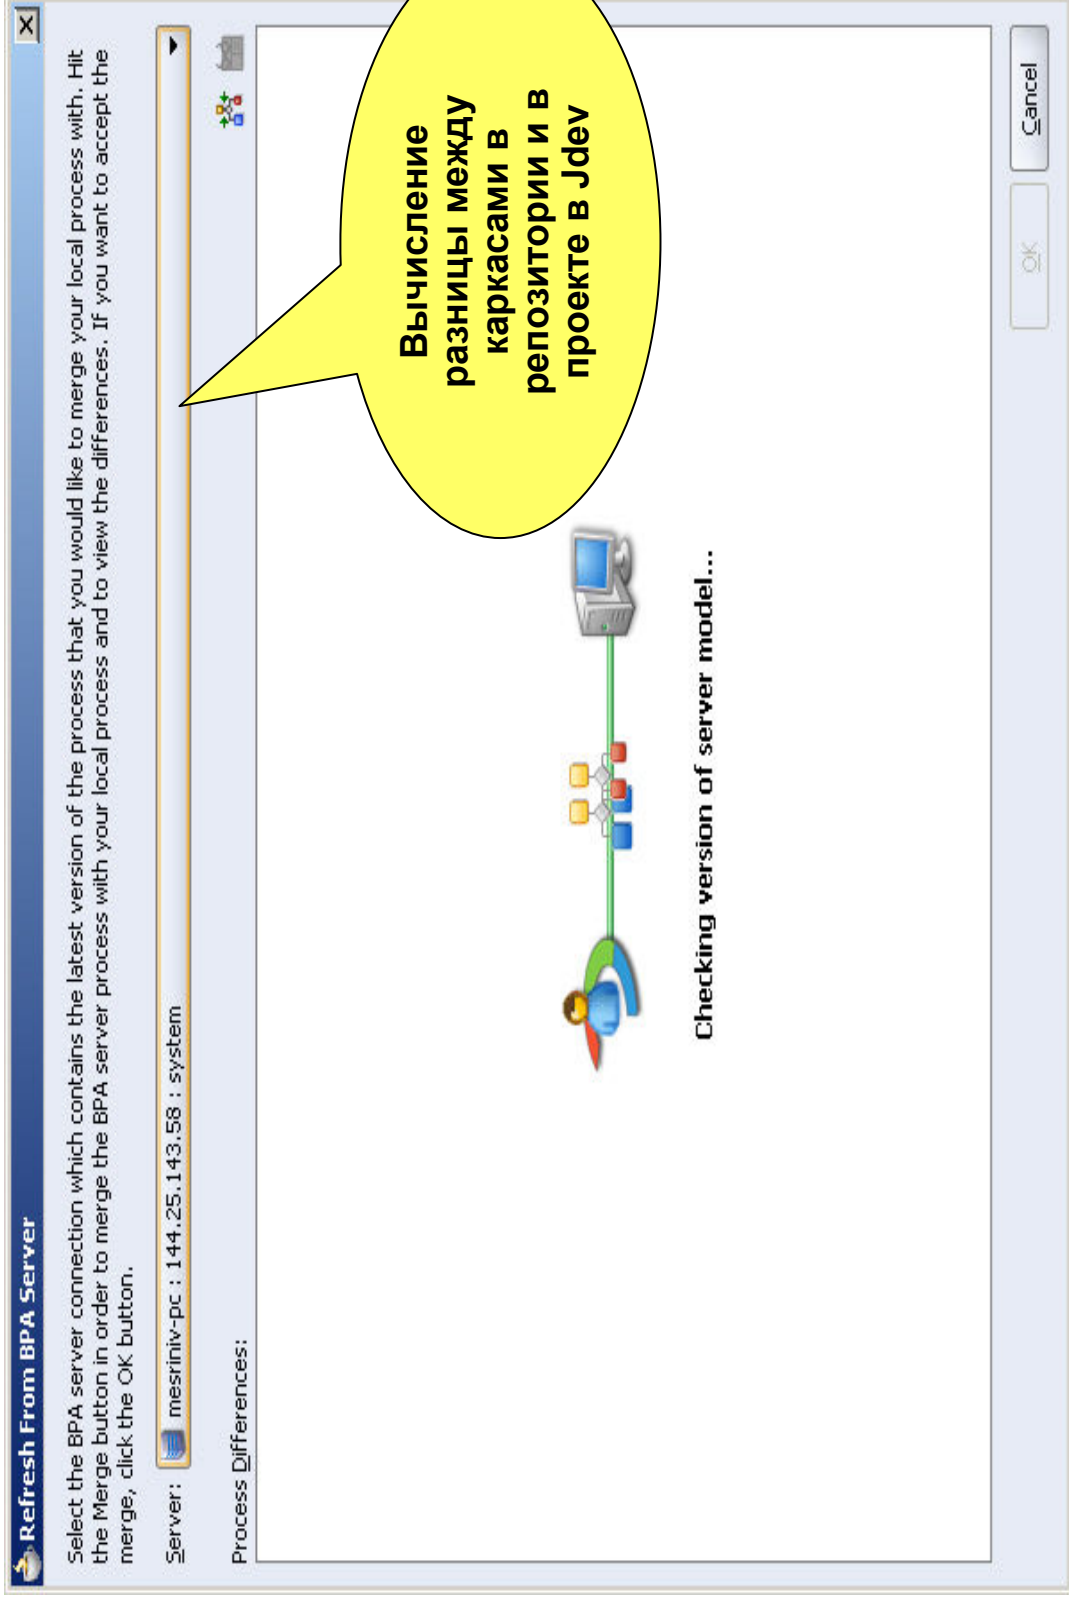 Refresh From BPA Server
Select the BPA server connection which contains the latest version of the process that you would like to merge your local process with. Hit
the Merge button in order to merge the BPA server process with your local process and to view the differences. If you want to accept the
merge, click the OK button.
Server: mesriniv-pc : 144.25.143.58 : system
Process Differences:
Вычисление
разницы между
каркасами в
репозитории и в
проекте в Jdev
Checking version of server model...
OK
Cancel